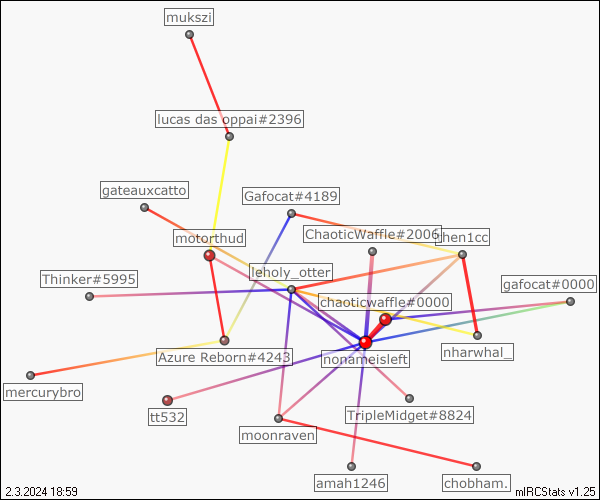 mukszi
lucas das oppai#2396
gateauxcatto
Gafocat#4189
motorthud
ChaoticWaffle#2006
then1cc
Thinker#5995
leholy_otter
gafocat#0000
chaoticwaffle#0000
Azure Reborn#4243
nonameisleft
nharwhal_
mercurybro
tt532
TripleMidget#8824
moonraven
amah1246
chobham.
2.3.2024 18:59
mIRCStats v1.25